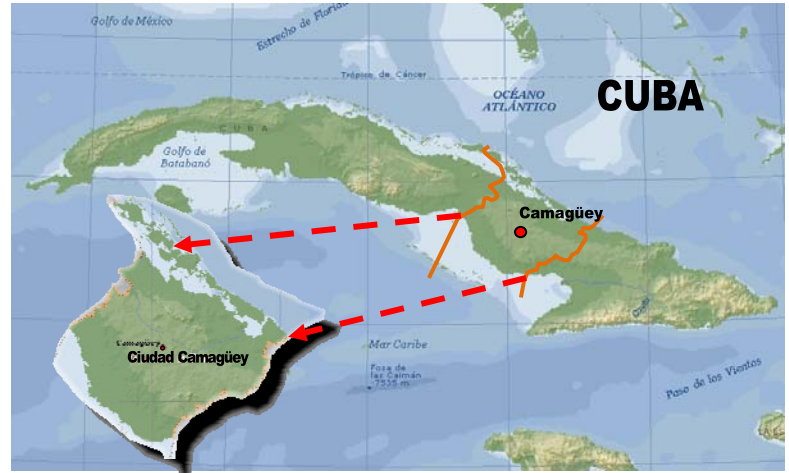 Golfo de México
Estrecho de Florida
Trópico de Cáncer
OCÉANO
ATLÁNTICO
CUBA
C U B A
Golfo de
Batabanó
Camagüey
Cauto
Camagüey
Ciudad Camagüey
Mar Caribe
Fosa de
las Caimán
-7535 m
Paso de los Vientos